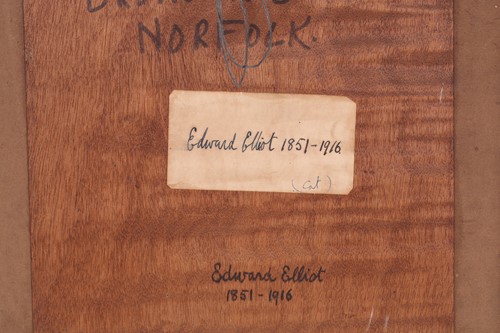 NORFOLK.
Edward Elliot 1851-1916
(cat)
Edward Elliot
1851-1916